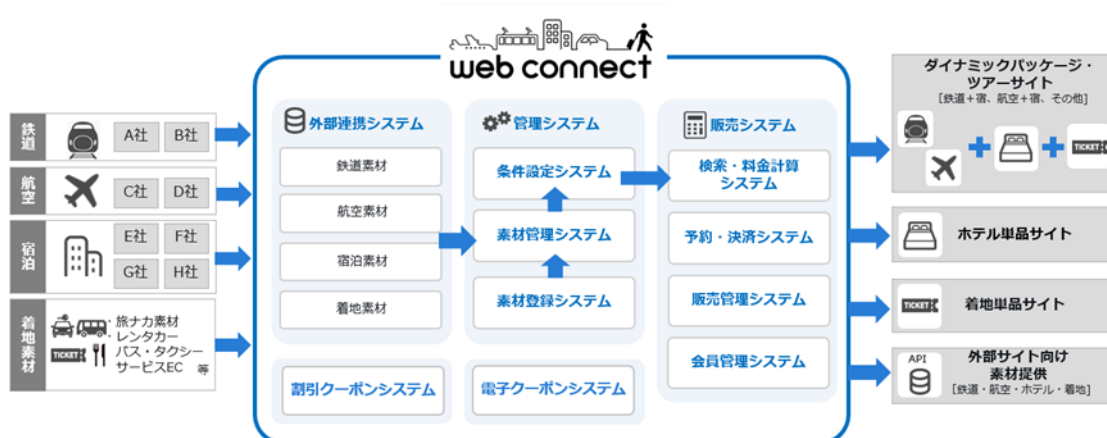 web connect
鉄道
A社
B社
航空
C社
D社
宿泊
E社
F社
G社
H社
着地素材
TICKET
・旅ナカ素材
・レンタカー
バス・タクシー
サービスEC 等
外部連携システム
鉄道素材
航空素材
宿泊素材
着地素材
割引クーポンシステム
管理システム
条件設定システム
素材管理システム
素材登録システム
電子クーポンシステム
販売システム
検索・料金計算
システム
予約・決済システム
販売管理システム
会員管理システム
ダイナミックパッケージ・
ツアーサイト
[鉄道+宿、航空+宿、その他]
TICKET
ホテル単品サイト
TICKET
着地単品サイト
API
外部サイト向け
素材提供
[鉄道・航空・ホテル・着地]